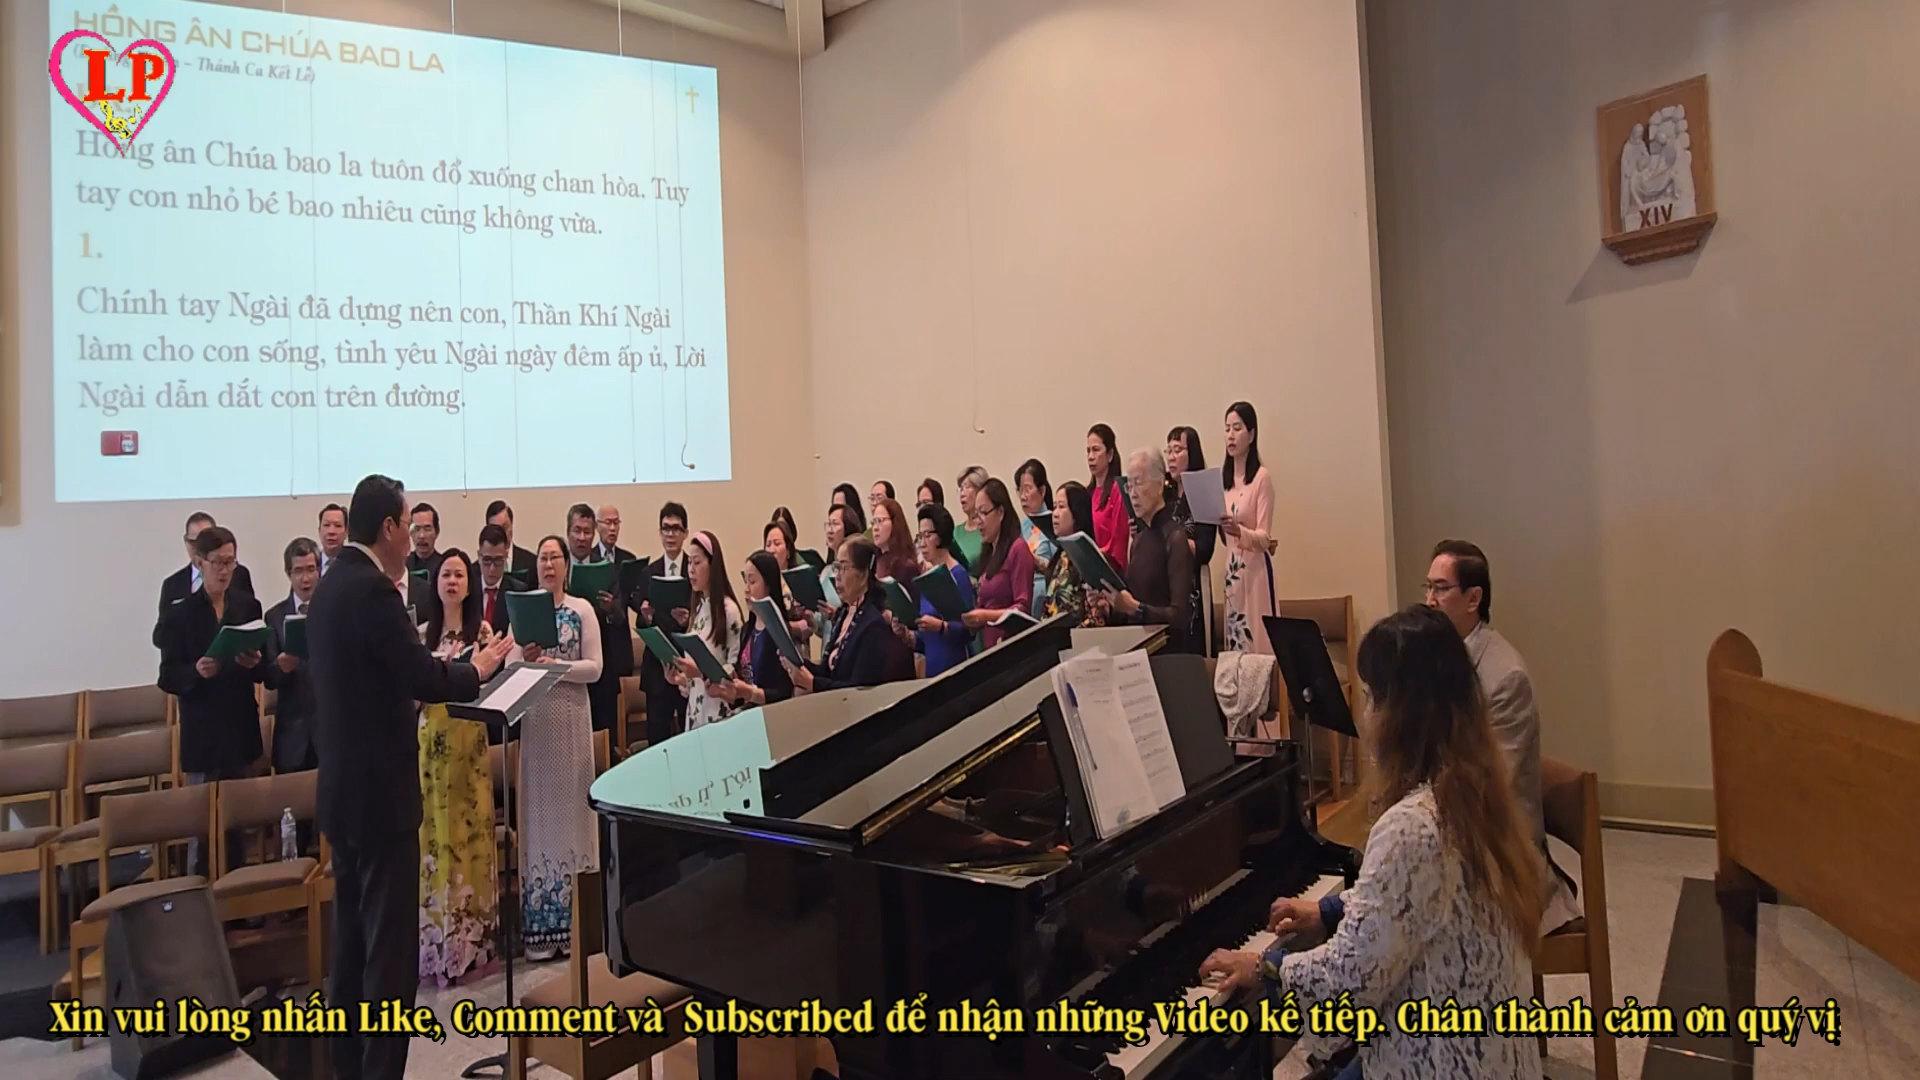 HỒNG ÂN CHÚA BAO LA
– Thánh Ca Kết Lễ)
LP
Hồng ân Chúa bao la tuôn đổ xuống chan hòa. Tuy
tay con nhỏ bé bao nhiêu cũng không vừa.
1.
Chính tay Ngài đã dựng nên con, Thần Khí Ngài
làm cho con sống, tình yêu Ngài ngày đêm ấp ủ, Lời
Ngài dẫn dắt con trên đường.
XIV
Xin vui lòng nhấn Like, Comment và Subscribed để nhận những Video kế tiếp. Chân thành cảm ơn quý vị